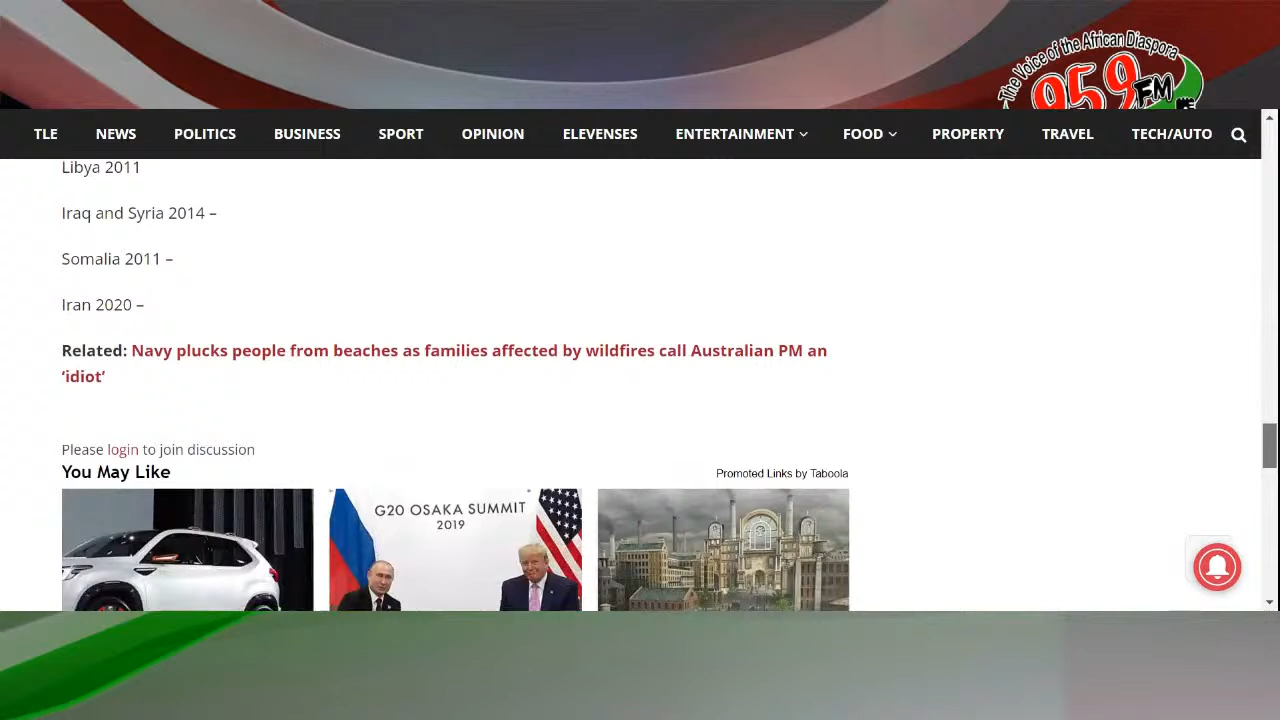 The Voice of the African Diaspora
95.9 FM
TLE NEWS POLITICS BUSINESS SPORT OPINION ELEVENSES ENTERTAINMENT FOOD PROPERTY TRAVEL TECH/AUTO
Libya 2011
Iraq and Syria 2014 –
Somalia 2011 –
Iran 2020 –
Related: Navy plucks people from beaches as families affected by wildfires call Australian PM an
‘idiot’
Please login to join discussion
You May Like
Promoted Links by Taboola
G20 OSAKA SUMMIT
2019